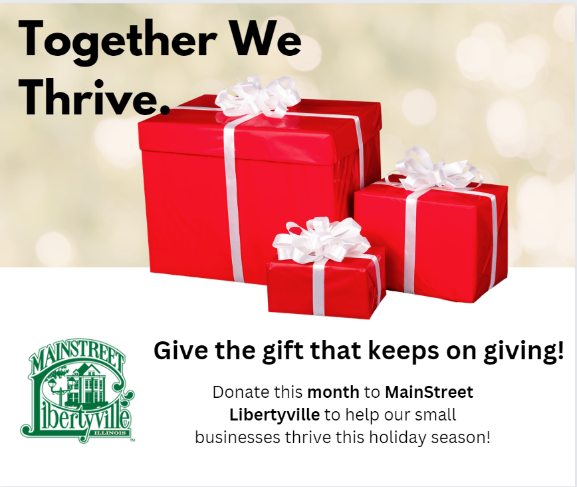 Together We
Thrive.
Give the gift that keeps on giving!
MAINSTREET
Libertyville
ILLINOIS
TM
Donate this month to MainStreet
Libertyville to help our small
businesses thrive this holiday season!